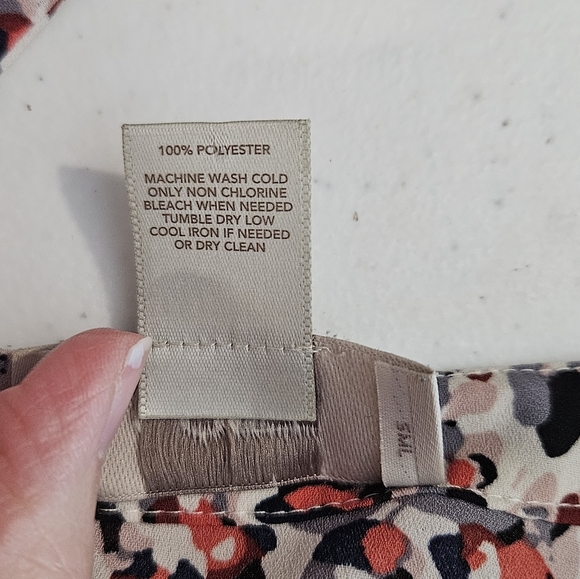 100% POLYESTER
MACHINE WASH COLD
ONLY NON CHLORINE
BLEACH WHEN NEEDED
TUMBLE DRY LOW
COOL IRON IF NEEDED
OR DRY CLEAN
SML